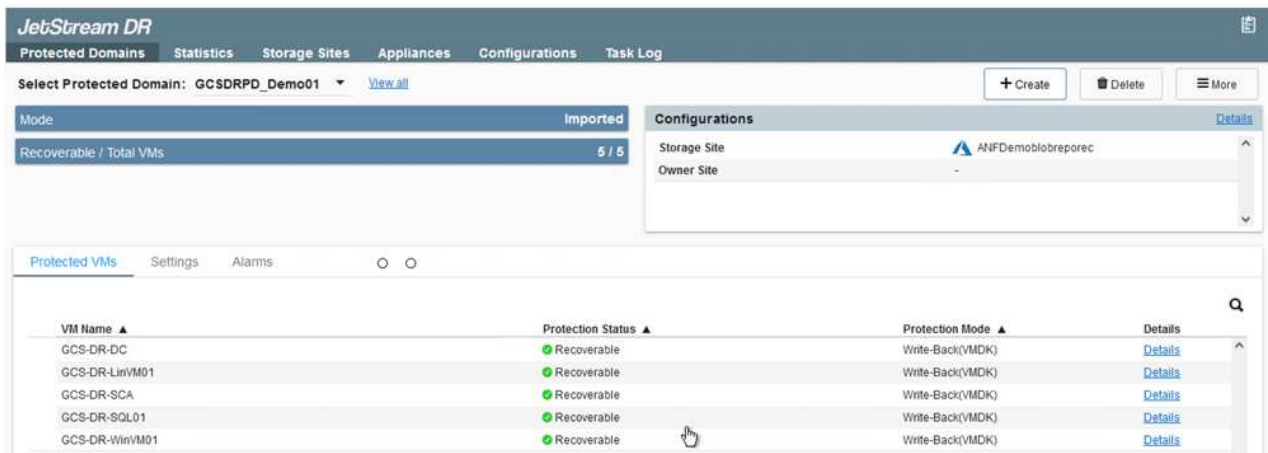 JetStream DR
Protected Domains Statistics Storage Sites Appliances Configurations Task Log
Select Protected Domain: GCSDRPD_Demo01 View all + Create Delete More
Mode Imported
Recoverable / Total VMs 5 / 5
Configurations Details
Storage Site ANFDemoblobreporec
Owner Site -
Protected VMs Settings Alarms
VM Name ▲ Protection Status ▲ Protection Mode ▲ Details
GCS-DR-DC Recoverable Write-Back(VMDK) Details
GCS-DR-LinVM01 Recoverable Write-Back(VMDK) Details
GCS-DR-SCA Recoverable Write-Back(VMDK) Details
GCS-DR-SQL01 Recoverable Write-Back(VMDK) Details
GCS-DR-WinVM01 Recoverable Write-Back(VMDK) Details